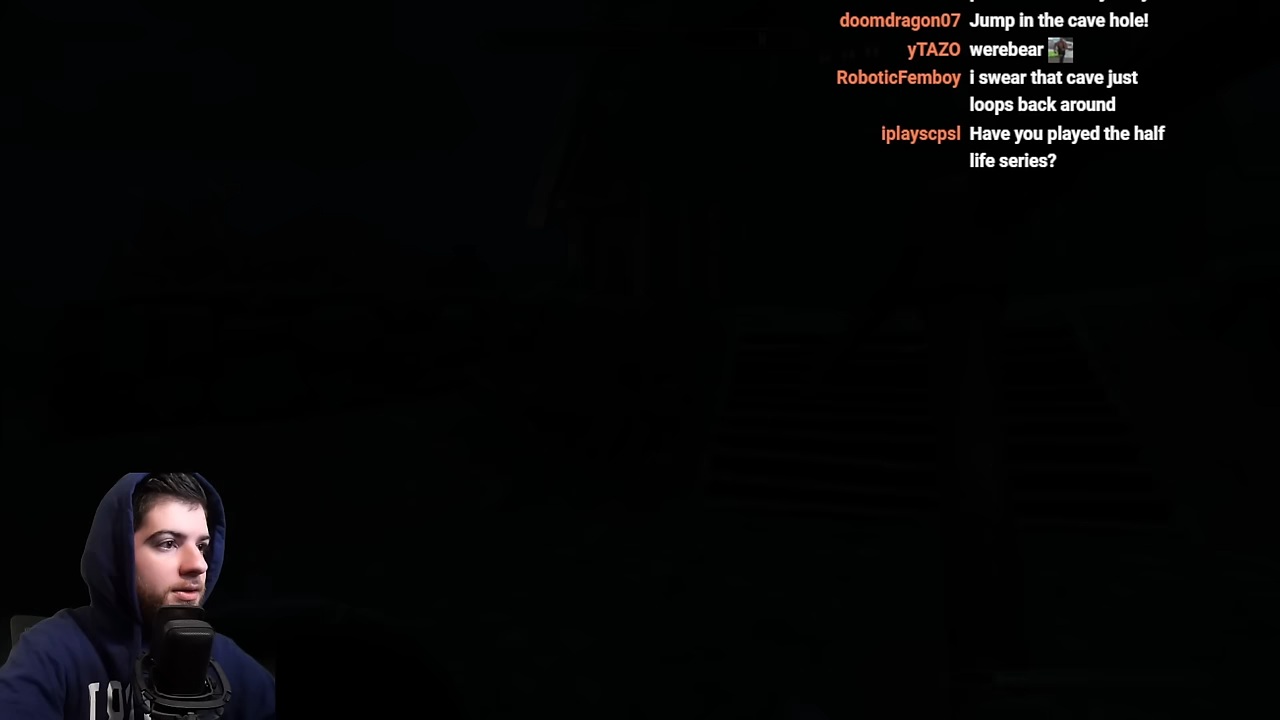 doomdragon07 Jump in the cave hole!
yTAZO werebear
RoboticFemboy i swear that cave just
loops back around
iplayscpsl Have you played the half
life series?